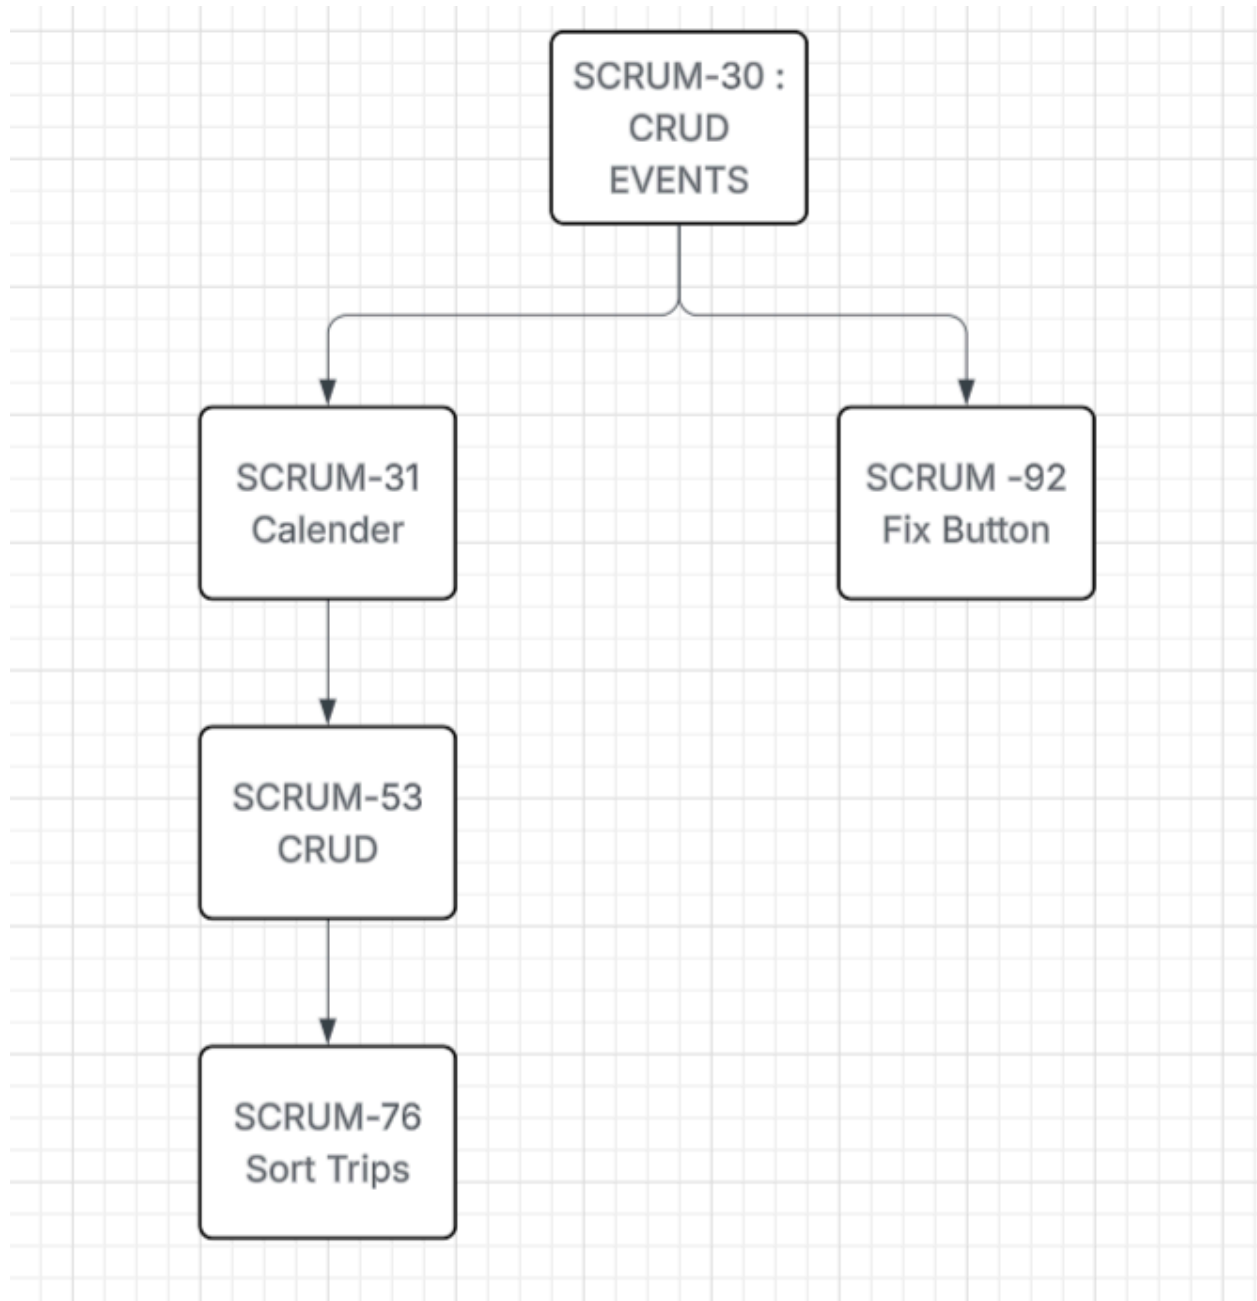 SCRUM-30 :
CRUD
EVENTS
SCRUM-31
Calender
SCRUM -92
Fix Button
SCRUM-53
CRUD
SCRUM-76
Sort Trips